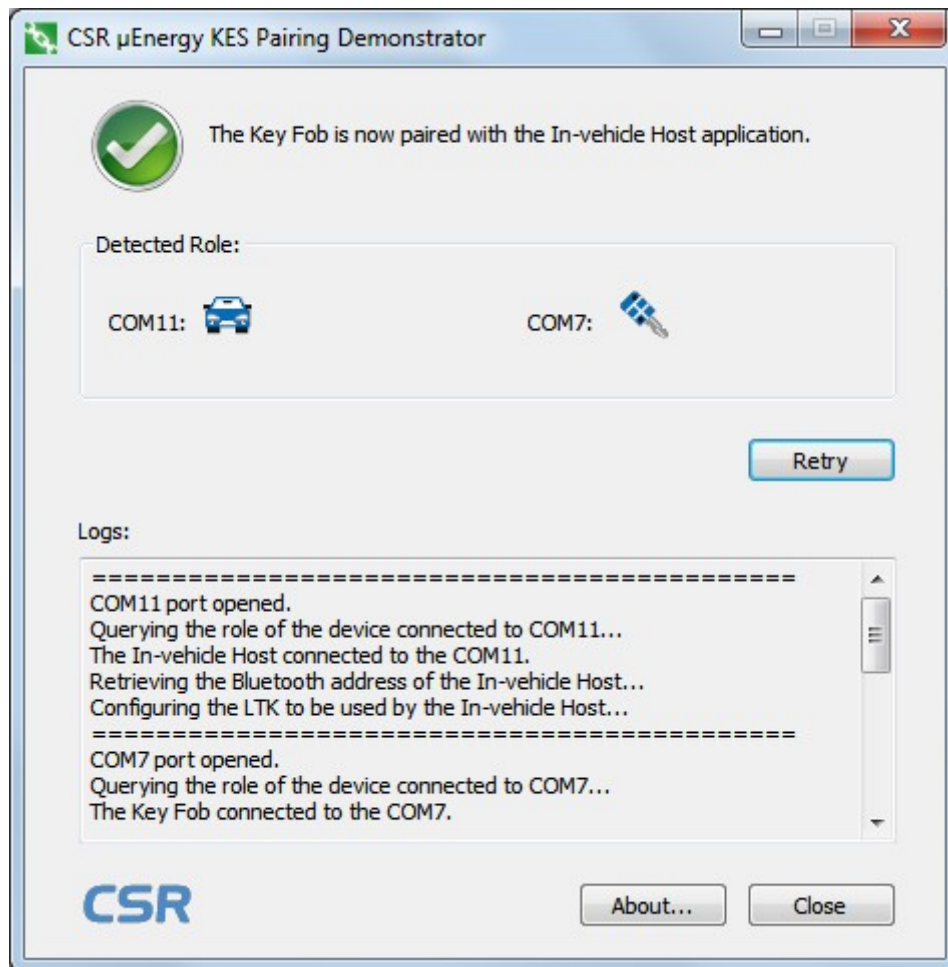 CSR µEnergy KES Pairing Demonstrator
The Key Fob is now paired with the In-vehicle Host application.
Detected Role:
COM11:
COM7:
Retry
Logs:
============================================
COM11 port opened.
Querying the role of the device connected to COM11...
The In-vehicle Host connected to the COM11.
Retrieving the Bluetooth address of the In-vehicle Host...
Configuring the LTK to be used by the In-vehicle Host...
============================================
COM7 port opened.
Querying the role of the device connected to COM7...
The Key Fob connected to the COM7.
CSR
About...
Close